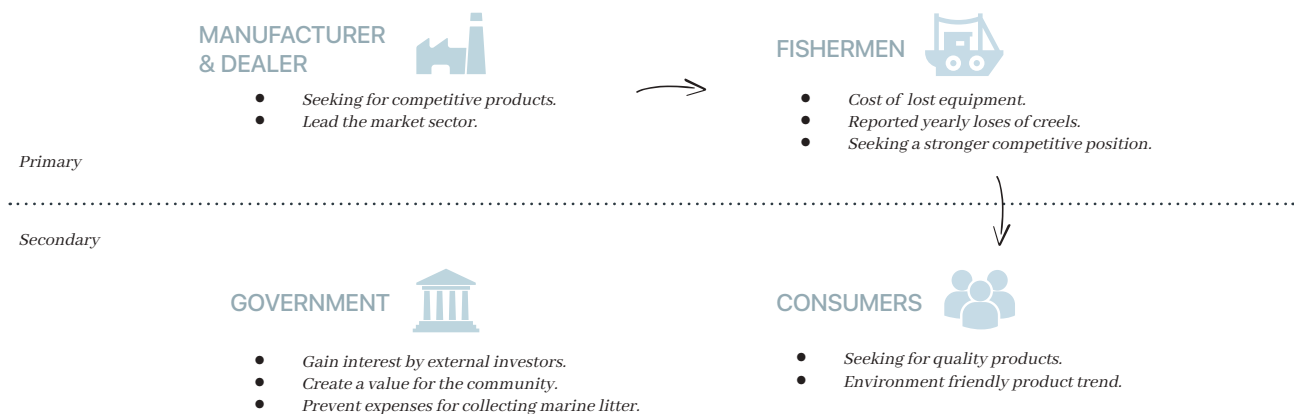 MANUFACTURER
& DEALER
● Seeking for competitive products.
● Lead the market sector.
FISHERMEN
● Cost of lost equipment.
● Reported yearly loses of creels.
● Seeking a stronger competitive position.
Primary
Secondary
GOVERNMENT
● Gain interest by external investors.
● Create a value for the community.
● Prevent expenses for collecting marine litter.
CONSUMERS
● Seeking for quality products.
● Environment friendly product trend.